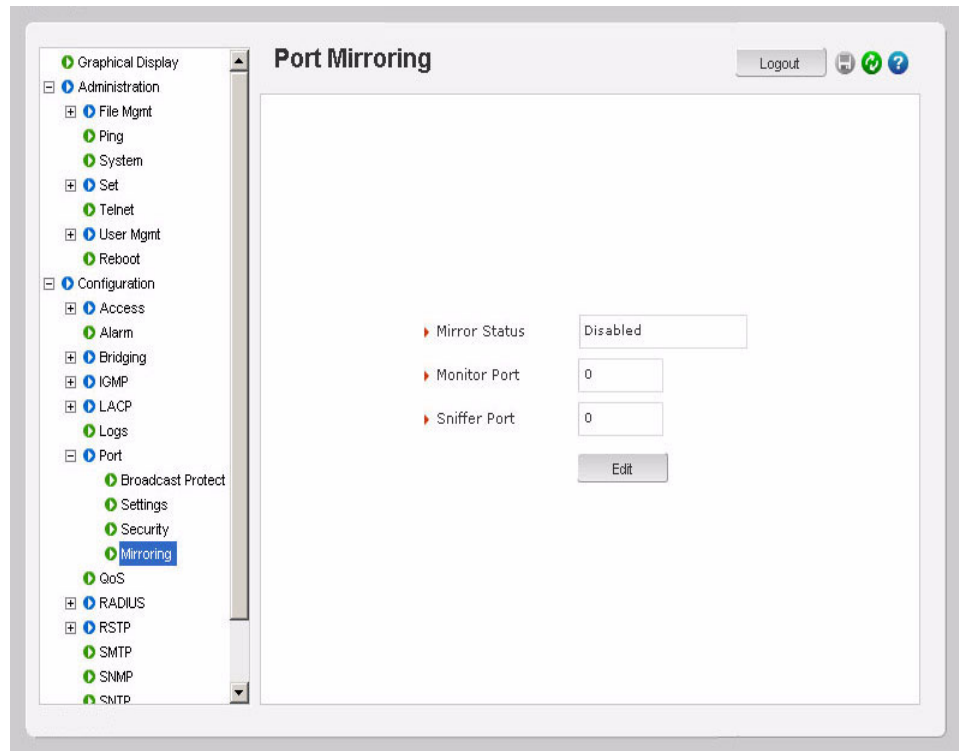 Graphical Display
Administration
File Mgmt
Ping
System
Set
Telnet
User Mgmt
Reboot
Configuration
Access
Alarm
Bridging
IGMP
LACP
Logs
Port
Broadcast Protect
Settings
Security
Mirroring
QoS
RADIUS
RSTP
SMTP
SNMP
SNTP
Port Mirroring
Logout
?
Mirror Status Disabled
Monitor Port 0
Sniffer Port 0
Edit